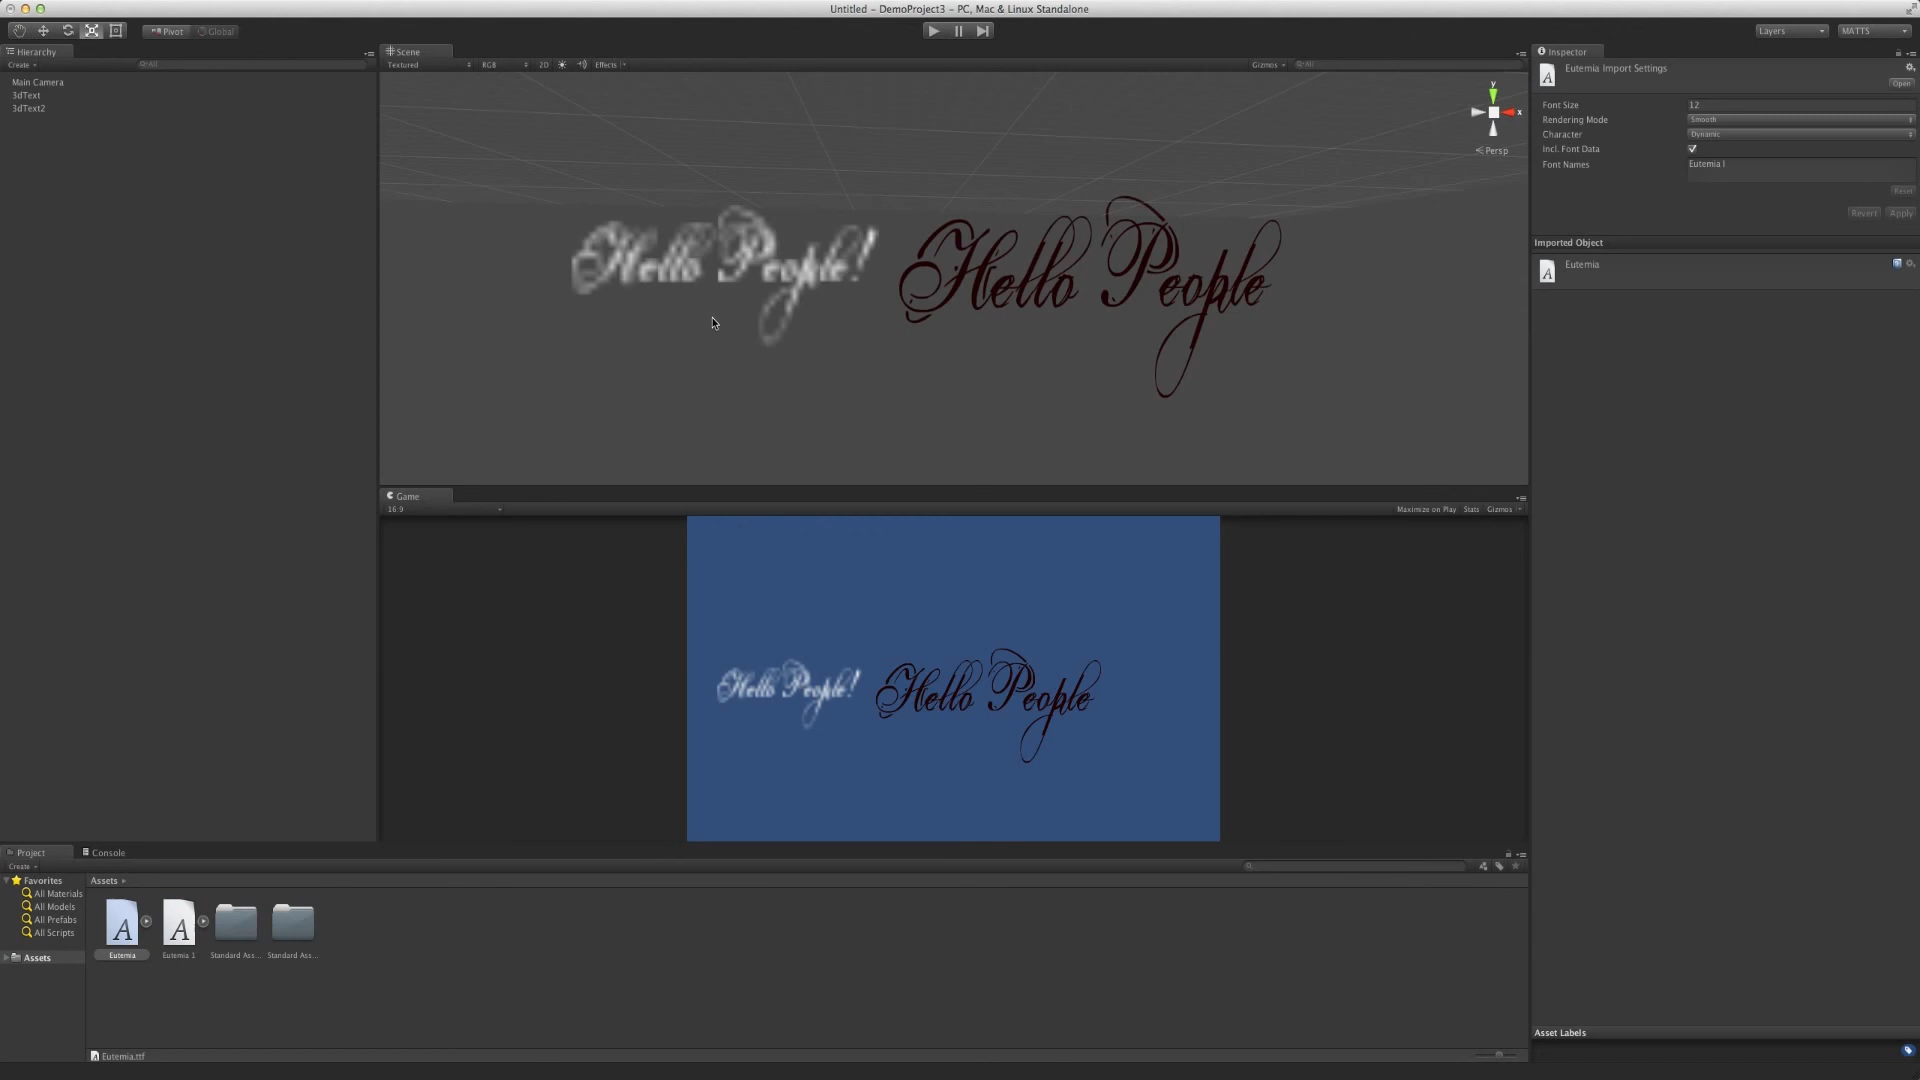 Untitled – DemoProject3 – PC, Mac & Linux Standalone
Pivot Global Layers MATTS
Hierarchy
Create All
Main Camera
3dText
3dText2
Scene
Textured RGB 2D Effects Gizmos All
y
x
Persp
Hello People! Hello People
Game
16:9 Maximize on Play Stats Gizmos
Hello People! Hello People
Inspector
Eutemia Import Settings
Open
Font Size 12
Rendering Mode Smooth
Character Dynamic
Incl. Font Data
Font Names Eutemia I
Reset
Revert Apply
Imported Object
Eutemia
Asset Labels
Project Console
Create
Favorites
All Materials
All Models
All Prefabs
All Scripts
Assets
Assets
A A
Eutemia Eutemia 1 Standard Ass... Standard Ass...
Eutemia.ttf